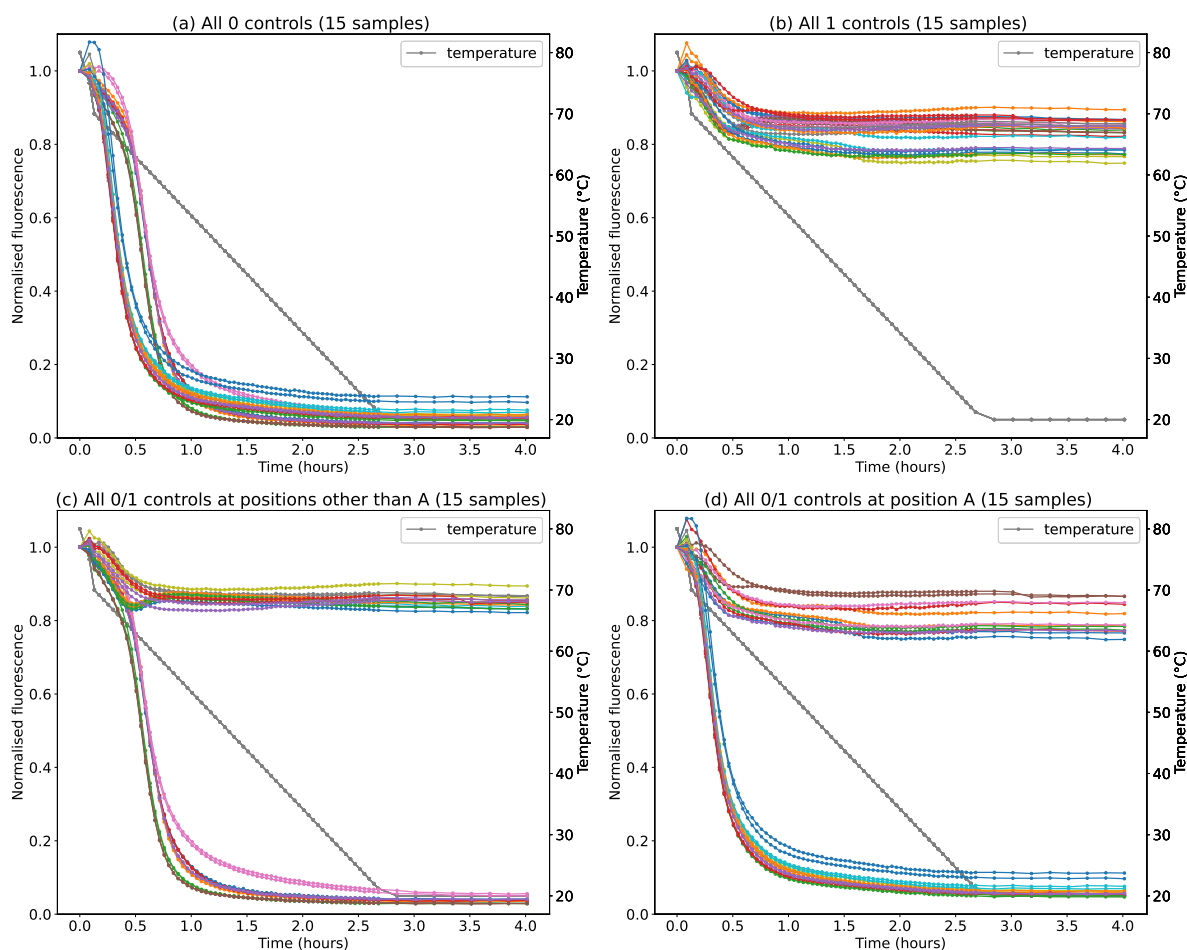 (a) All 0 controls (15 samples)
temperature
1.0
0.8
0.6
0.4
0.2
0.0
80
70
60
50
40
30
20
Normalised fluorescence
Temperature (°C)
0.0 0.5 1.0 1.5 2.0 2.5 3.0 3.5 4.0
Time (hours)
(b) All 1 controls (15 samples)
temperature
1.0
0.8
0.6
0.4
0.2
0.0
80
70
60
50
40
30
20
Normalised fluorescence
Temperature (°C)
0.0 0.5 1.0 1.5 2.0 2.5 3.0 3.5 4.0
Time (hours)
(c) All 0/1 controls at positions other than A (15 samples)
temperature
1.0
0.8
0.6
0.4
0.2
0.0
80
70
60
50
40
30
20
Normalised fluorescence
Temperature (°C)
0.0 0.5 1.0 1.5 2.0 2.5 3.0 3.5 4.0
Time (hours)
(d) All 0/1 controls at position A (15 samples)
temperature
1.0
0.8
0.6
0.4
0.2
0.0
80
70
60
50
40
30
20
Normalised fluorescence
Temperature (°C)
0.0 0.5 1.0 1.5 2.0 2.5 3.0 3.5 4.0
Time (hours)